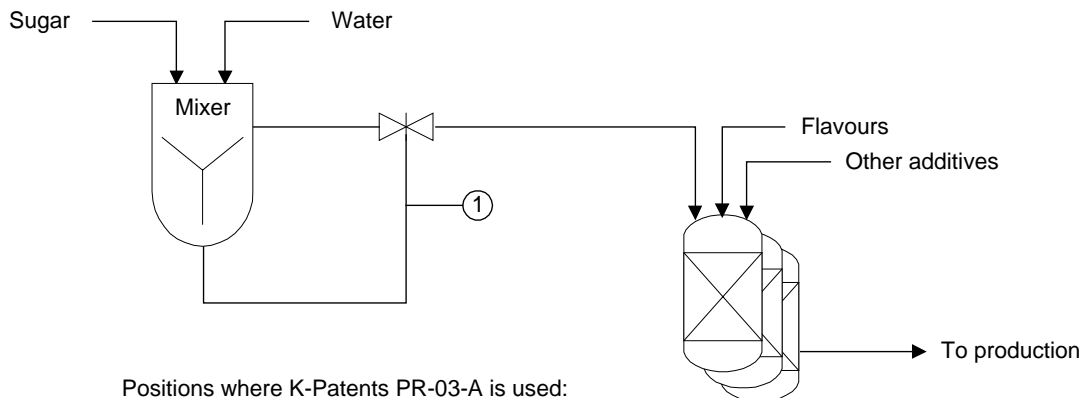 Sugar
Water
Mixer
Flavours
Other additives
1
To production
Positions where K-Patents PR-03-A is used: